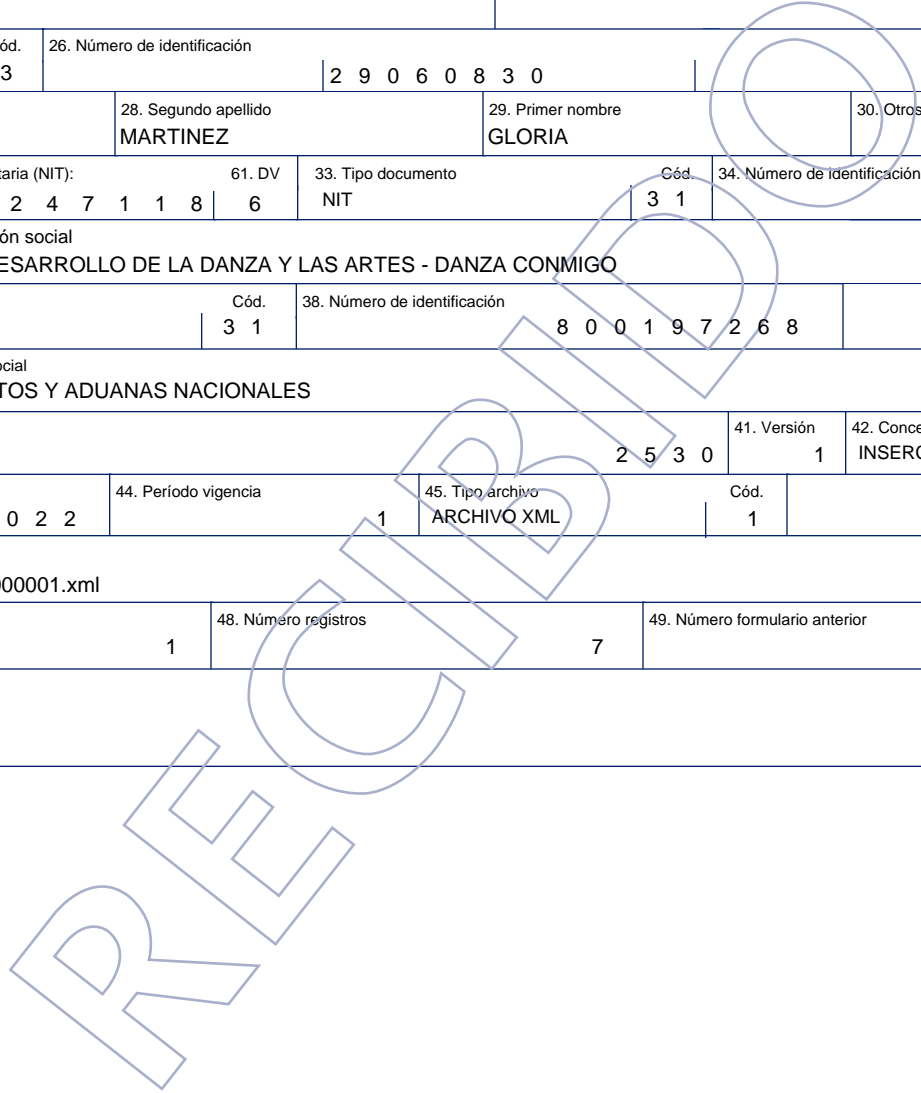 ód. 26. Número de identificación
3 2 9 0 6 0 8 3 0
28. Segundo apellido 29. Primer nombre 30. Otros
MARTINEZ GLORIA
taria (NIT): 61. DV 33. Tipo documento Cód. 34. Número de identificación
2 4 7 1 1 8 6 NIT 3 1
ón social
ESARROLLO DE LA DANZA Y LAS ARTES - DANZA CONMIGO
Cód. 38. Número de identificación
3 1 8 0 0 1 9 7 2 6 8
ocial
TOS Y ADUANAS NACIONALES
41. Versión 42. Conce
2 5 3 0 1 INSERC
44. Período vigencia 45. Tipo archivo Cód.
0 2 2 1 ARCHIVO XML 1
000001.xml
48. Número registros 49. Número formulario anterior
1 7
RECIBIDO